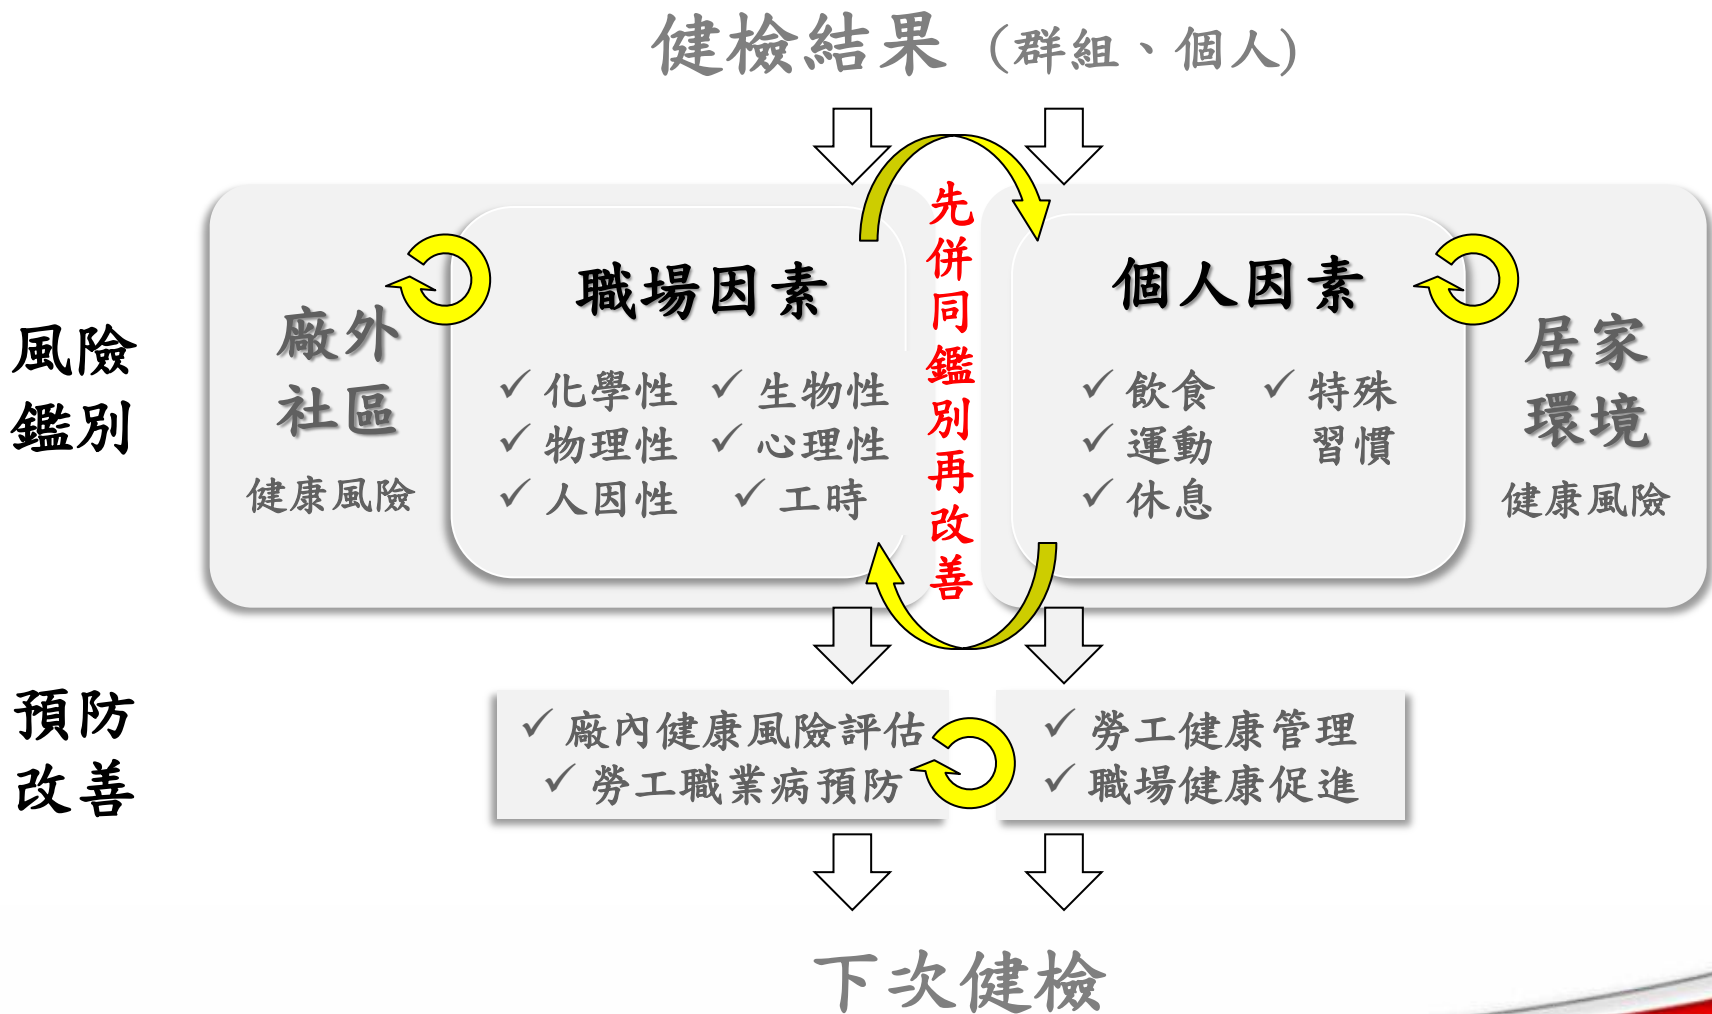 健檢結果（群組、個人)
風險
鑑別
廠外
社區
健康風險
職場因素
✓ 化學性 ✓ 生物性
✓ 物理性 ✓ 心理性
✓ 人因性 ✓ 工時
先併同鑑別再改善
個人因素
✓ 飲食 ✓ 特殊
✓ 運動 習慣
✓ 休息
居家
環境
健康風險
預防
改善
✓ 廠內健康風險評估
✓ 勞工職業病預防
✓ 勞工健康管理
✓ 職場健康促進
下次健檢